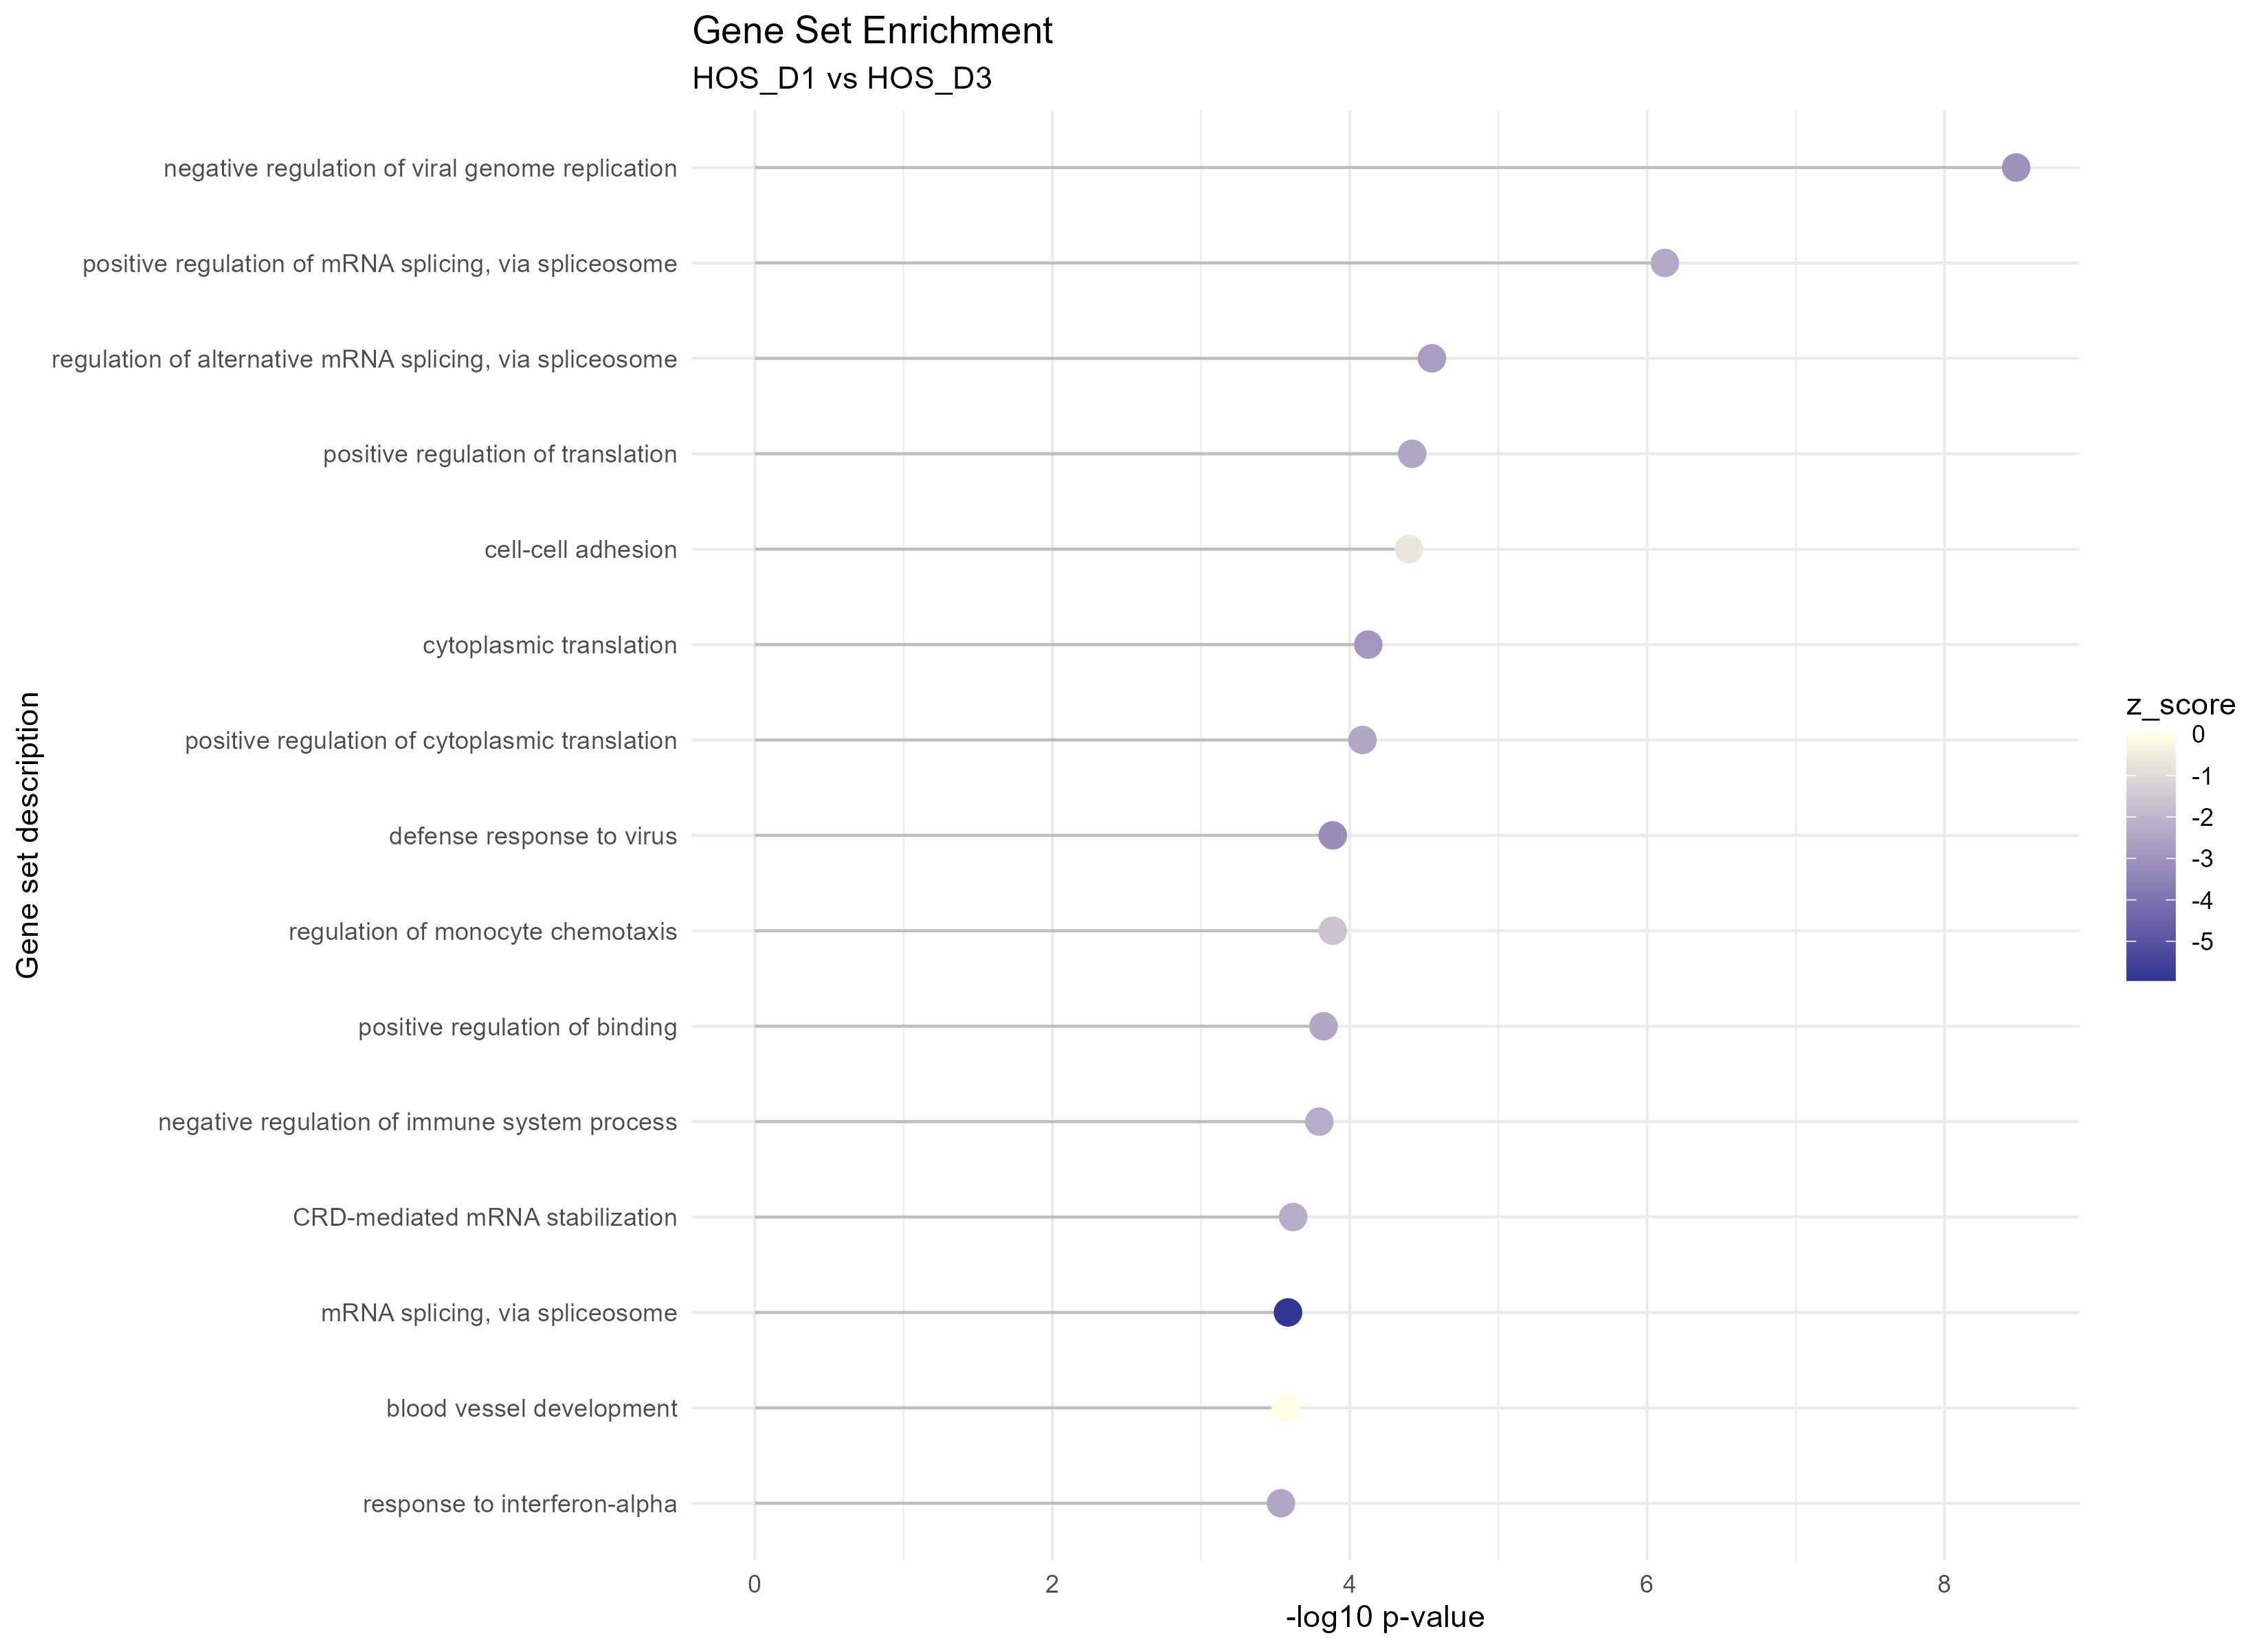 Gene Set Enrichment
HOS_D1 vs HOS_D3
Gene set description
negative regulation of viral genome replication
positive regulation of mRNA splicing, via spliceosome
regulation of alternative mRNA splicing, via spliceosome
positive regulation of translation
cell-cell adhesion
cytoplasmic translation
positive regulation of cytoplasmic translation
defense response to virus
regulation of monocyte chemotaxis
positive regulation of binding
negative regulation of immune system process
CRD-mediated mRNA stabilization
mRNA splicing, via spliceosome
blood vessel development
response to interferon-alpha
0 2 4 6 8
-log10 p-value
z_score
0
-1
-2
-3
-4
-5